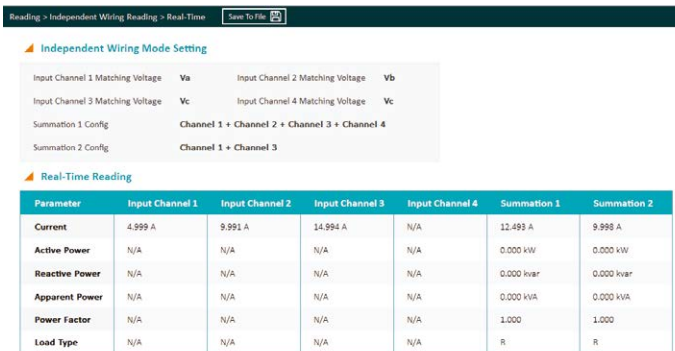 Reading > Independent Wiring Reading > Real-Time Save To File
Independent Wiring Mode Setting
Input Channel 1 Matching Voltage Va Input Channel 2 Matching Voltage Vb
Input Channel 3 Matching Voltage Vc Input Channel 4 Matching Voltage Vc
Summation 1 Config Channel 1 + Channel 2 + Channel 3 + Channel 4
Summation 2 Config Channel 1 + Channel 3
Real-Time Reading
Parameter Input Channel 1 Input Channel 2 Input Channel 3 Input Channel 4 Summation 1 Summation 2
Current 4.999 A 9.991 A 14.994 A N/A 12.493 A 9.998 A
Active Power N/A N/A N/A N/A 0.000 kW 0.000 kW
Reactive Power N/A N/A N/A N/A 0.000 kvar 0.000 kvar
Apparent Power N/A N/A N/A N/A 0.000 kVA 0.000 kVA
Power Factor N/A N/A N/A N/A 1.000 1.000
Load Type N/A N/A N/A N/A R R